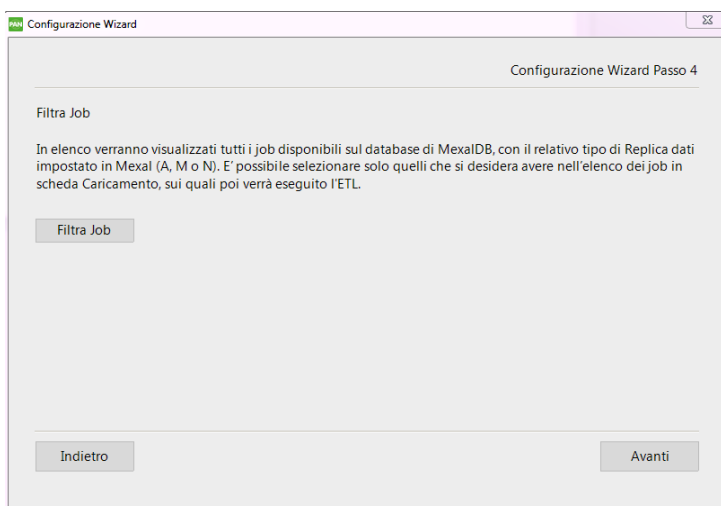 PAN Configurazione Wizard
Configurazione Wizard Passo 4
Filtra Job
In elenco verranno visualizzati tutti i job disponibili sul database di MexalDB, con il relativo tipo di Replica dati
impostato in Mexal (A, M o N). E' possibile selezionare solo quelli che si desidera avere nell'elenco dei job in
scheda Caricamento, sui quali poi verrà eseguito l'ETL.
Filtra Job
Indietro
Avanti